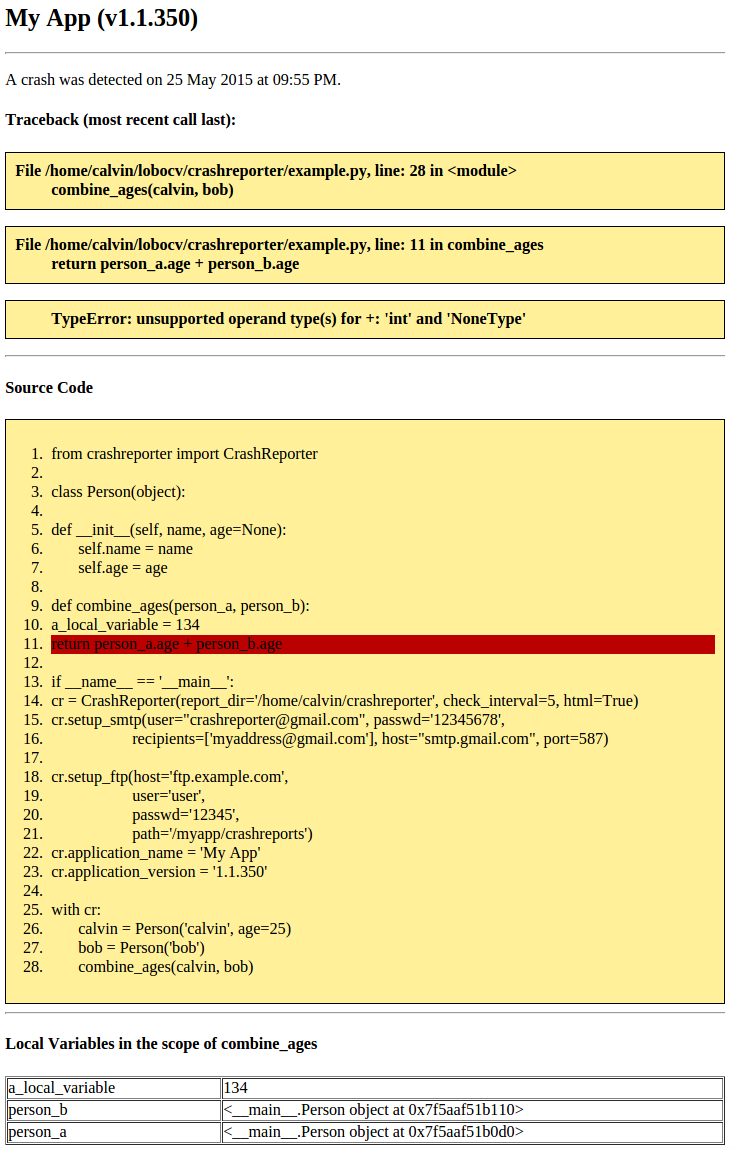 My App (v1.1.350)
A crash was detected on 25 May 2015 at 09:55 PM.
Traceback (most recent call last):
File /home/calvin/lobocv/crashreporter/example.py, line: 28 in <module>
combine_ages(calvin, bob)
File /home/calvin/lobocv/crashreporter/example.py, line: 11 in combine_ages
return person_a.age + person_b.age
TypeError: unsupported operand type(s) for +: 'int' and 'NoneType'
Source Code
1. from crashreporter import CrashReporter
2.
3. class Person(object):
4.
5. def __init__(self, name, age=None):
6. self.name = name
7. self.age = age
8.
9. def combine_ages(person_a, person_b):
10. a_local_variable = 134
11. return person_a.age + person_b.age
12.
13. if __name__ == '__main__':
14. cr = CrashReporter(report_dir='/home/calvin/crashreporter', check_interval=5, html=True)
15. cr.setup_smtp(user="crashreporter@gmail.com", passwd='12345678',
16. recipients=['myaddress@gmail.com'], host="smtp.gmail.com", port=587)
17.
18. cr.setup_ftp(host='ftp.example.com',
19. user='user',
20. passwd='12345',
21. path='/myapp/crashreports')
22. cr.application_name = 'My App'
23. cr.application_version = '1.1.350'
24.
25. with cr:
26. calvin = Person('calvin', age=25)
27. bob = Person('bob')
28. combine_ages(calvin, bob)
Local Variables in the scope of combine_ages
a_local_variable 134
person_b <__main__.Person object at 0x7f5aaf51b110>
person_a <__main__.Person object at 0x7f5aaf51b0d0>